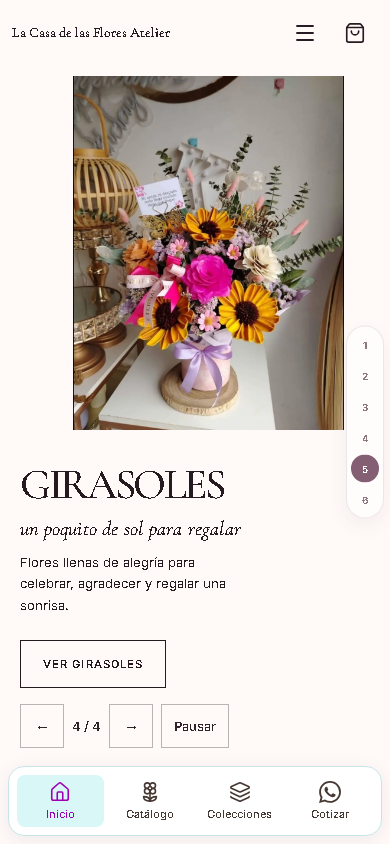 La Casa de las Flores Atelier
1
2
3
4
5
6
GIRASOLES
un poquito de sol para regalar
Flores llenas de alegría para
celebrar, agradecer y regalar una
sonrisa.
VER GIRASOLES
← 4 / 4 → Pausar
Inicio Catálogo Colecciones Cotizar